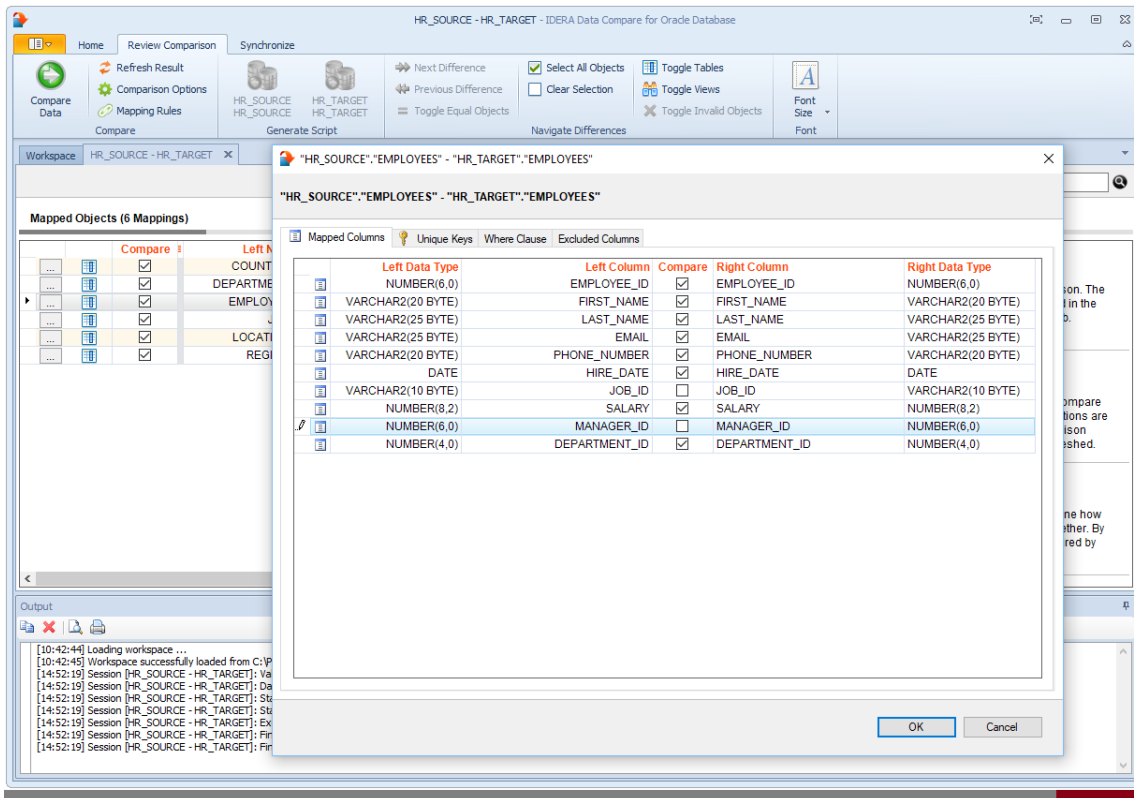 HR_SOURCE - HR_TARGET - IDERA Data Compare for Oracle Database
Home Review Comparison Synchronize
Compare Data
Refresh Result
Comparison Options
Mapping Rules
Compare
HR_SOURCE HR_SOURCE
HR_TARGET HR_TARGET
Generate Script
Next Difference
Previous Difference
Toggle Equal Objects
Select All Objects
Clear Selection
Toggle Tables
Toggle Views
Toggle Invalid Objects
Navigate Differences
A
Font Size
Font
Workspace HR_SOURCE - HR_TARGET
"HR_SOURCE"."EMPLOYEES" - "HR_TARGET"."EMPLOYEES"
"HR_SOURCE"."EMPLOYEES" - "HR_TARGET"."EMPLOYEES"
Mapped Objects (6 Mappings)
Compare Left N
... COUNT
... DEPARTME
... EMPLOY
...
... LOCATI
... REGI
Mapped Columns Unique Keys Where Clause Excluded Columns
Left Data Type Left Column Compare Right Column Right Data Type
NUMBER(6,0) EMPLOYEE_ID EMPLOYEE_ID NUMBER(6,0)
VARCHAR2(20 BYTE) FIRST_NAME FIRST_NAME VARCHAR2(20 BYTE)
VARCHAR2(25 BYTE) LAST_NAME LAST_NAME VARCHAR2(25 BYTE)
VARCHAR2(25 BYTE) EMAIL EMAIL VARCHAR2(25 BYTE)
VARCHAR2(20 BYTE) PHONE_NUMBER PHONE_NUMBER VARCHAR2(20 BYTE)
DATE HIRE_DATE HIRE_DATE DATE
VARCHAR2(10 BYTE) JOB_ID JOB_ID VARCHAR2(10 BYTE)
NUMBER(8,2) SALARY SALARY NUMBER(8,2)
NUMBER(6,0) MANAGER_ID MANAGER_ID NUMBER(6,0)
NUMBER(4,0) DEPARTMENT_ID DEPARTMENT_ID NUMBER(4,0)
son. The
d in the
b.
ompare
tions are
ison
eshed.
ne how
ether. By
red by
OK Cancel
Output
[10:42:44] Loading workspace ...
[10:42:45] Workspace successfully loaded from C:\P
[14:52:19] Session [HR_SOURCE - HR_TARGET]: Va
[14:52:19] Session [HR_SOURCE - HR_TARGET]: Da
[14:52:19] Session [HR_SOURCE - HR_TARGET]: Sta
[14:52:19] Session [HR_SOURCE - HR_TARGET]: Sta
[14:52:19] Session [HR_SOURCE - HR_TARGET]: Ex
[14:52:19] Session [HR_SOURCE - HR_TARGET]: Fin
[14:52:19] Session [HR_SOURCE - HR_TARGET]: Fin